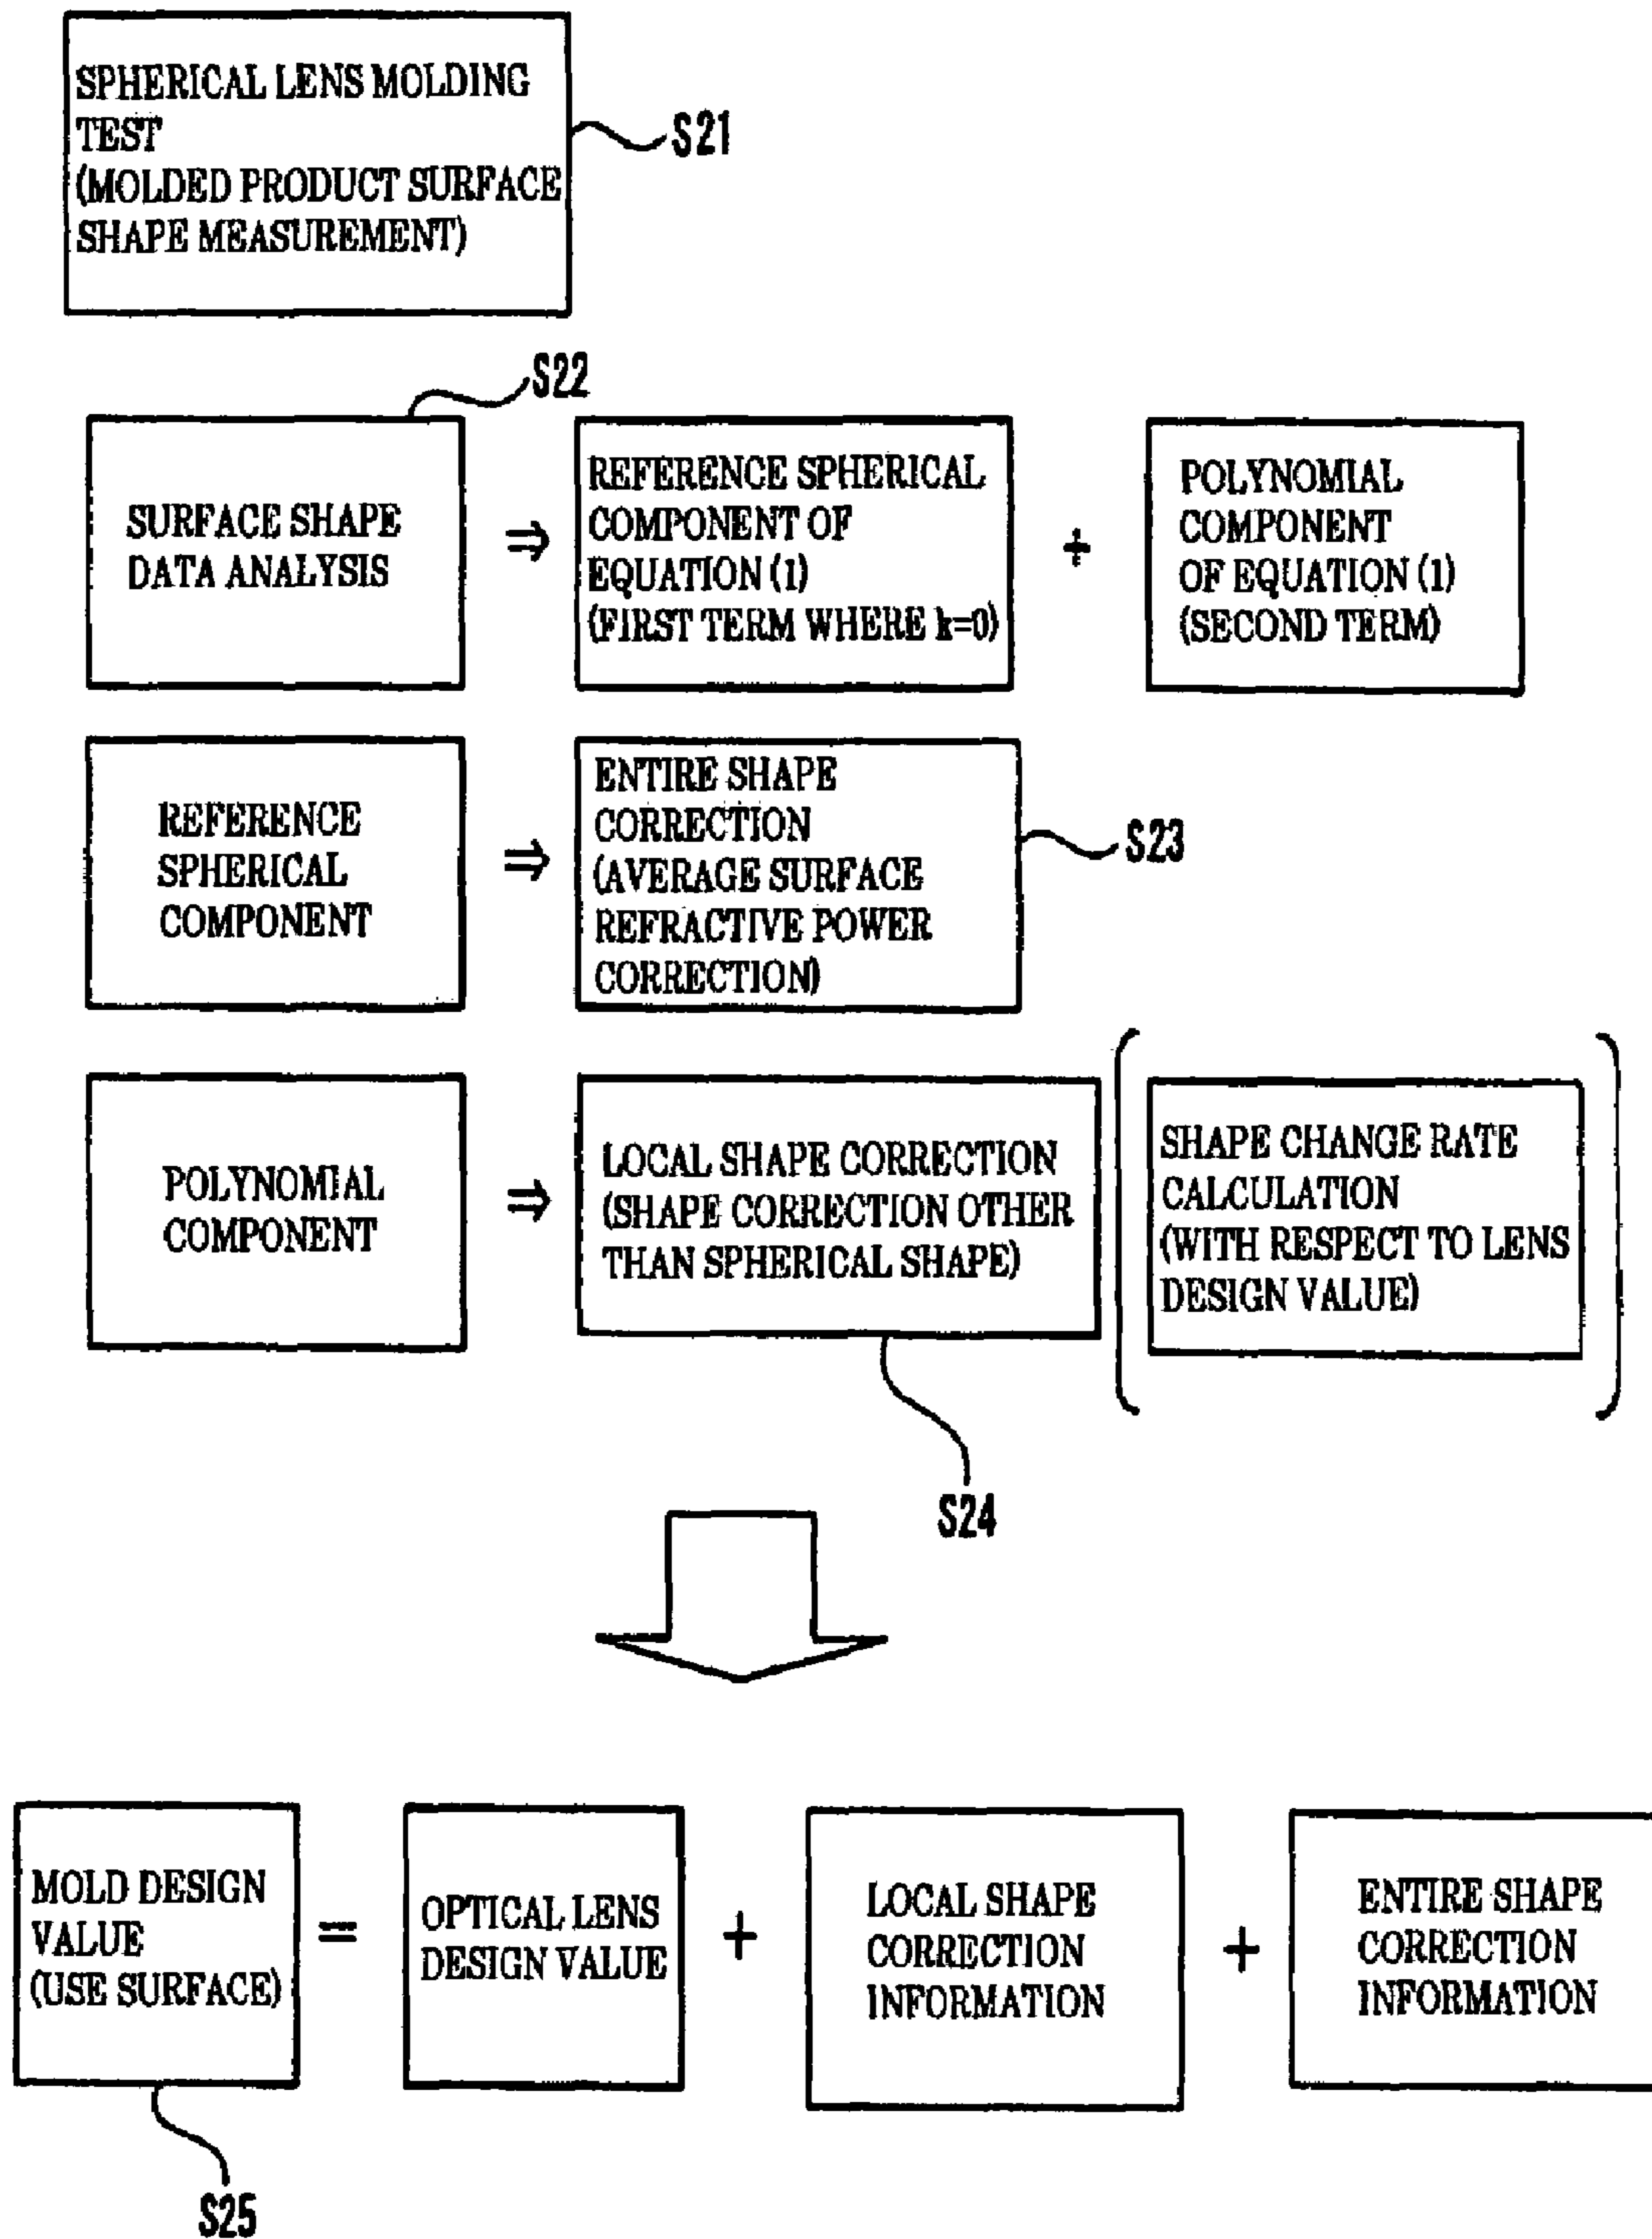 SPHERICAL LENS MOLDING
TEST
(MOLDED PRODUCT SURFACE
SHAPE MEASUREMENT)
S21
S22
SURFACE SHAPE
DATA ANALYSIS
⇒
REFERENCE SPHERICAL
COMPONENT OF
EQUATION (1)
(FIRST TERM WHERE k=0)
+
POLYNOMIAL
COMPONENT
OF EQUATION (1)
(SECOND TERM)
REFERENCE
SPHERICAL
COMPONENT
⇒
ENTIRE SHAPE
CORRECTION
(AVERAGE SURFACE
REFRACTIVE POWER
CORRECTION)
S23
POLYNOMIAL
COMPONENT
⇒
LOCAL SHAPE CORRECTION
(SHAPE CORRECTION OTHER
THAN SPHERICAL SHAPE)
SHAPE CHANGE RATE
CALCULATION
(WITH RESPECT TO LENS
DESIGN VALUE)
S24
MOLD DESIGN
VALUE
(USE SURFACE)
=
OPTICAL LENS
DESIGN VALUE
+
LOCAL SHAPE
CORRECTION
INFORMATION
+
ENTIRE SHAPE
CORRECTION
INFORMATION
S25